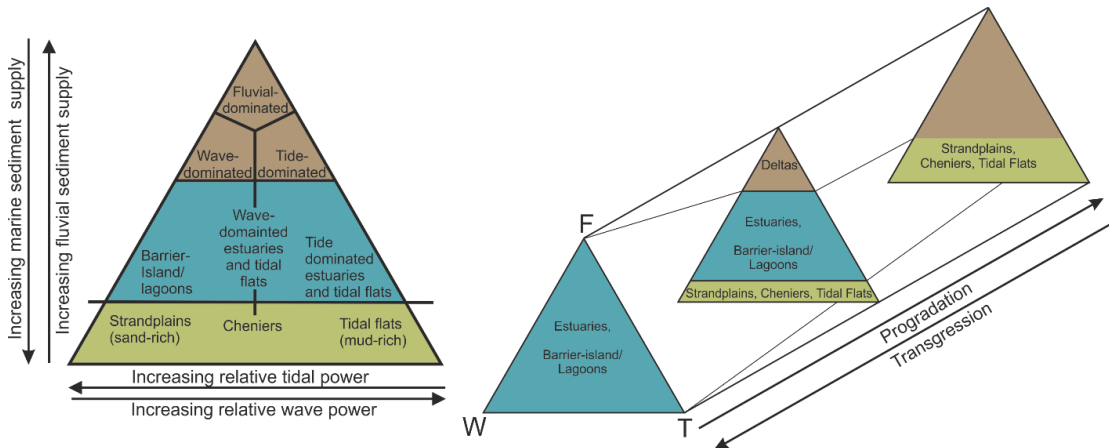 Increasing marine sediment supply
Increasing fluvial sediment supply
Fluvial-
dominated
Wave-
dominated
Tide-
dominated
Wave-
domainted
estuaries
and tidal
flats
Barrier-
Island/
lagoons
Tide
dominated
estuaries
and tidal flats
Strandplains
(sand-rich)
Cheniers
Tidal flats
(mud-rich)
Increasing relative tidal power
Increasing relative wave power
F
W
T
Estuaries,
Barrier-island/
Lagoons
Deltas
Estuaries,
Barrier-island/
Lagoons
Strandplains, Cheniers, Tidal Flats
Strandplains,
Cheniers, Tidal Flats
Progradation
Transgression